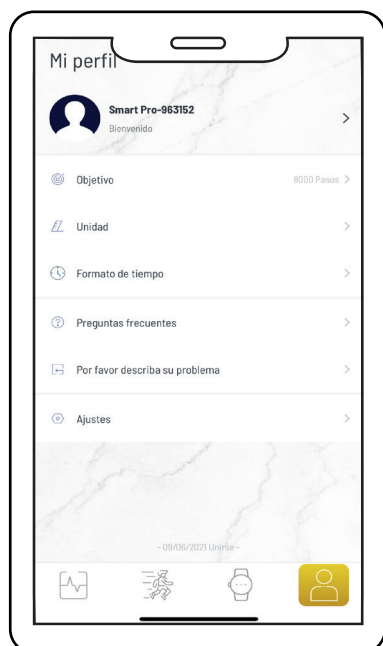 Mi perfil
Smart Pro-963152
Bienvenido
Objetivo 8000 Pasos
Unidad
Formato de tiempo
Preguntas frecuentes
Por favor describa su problema
Ajustes
- 09/06/2021 Unirse -